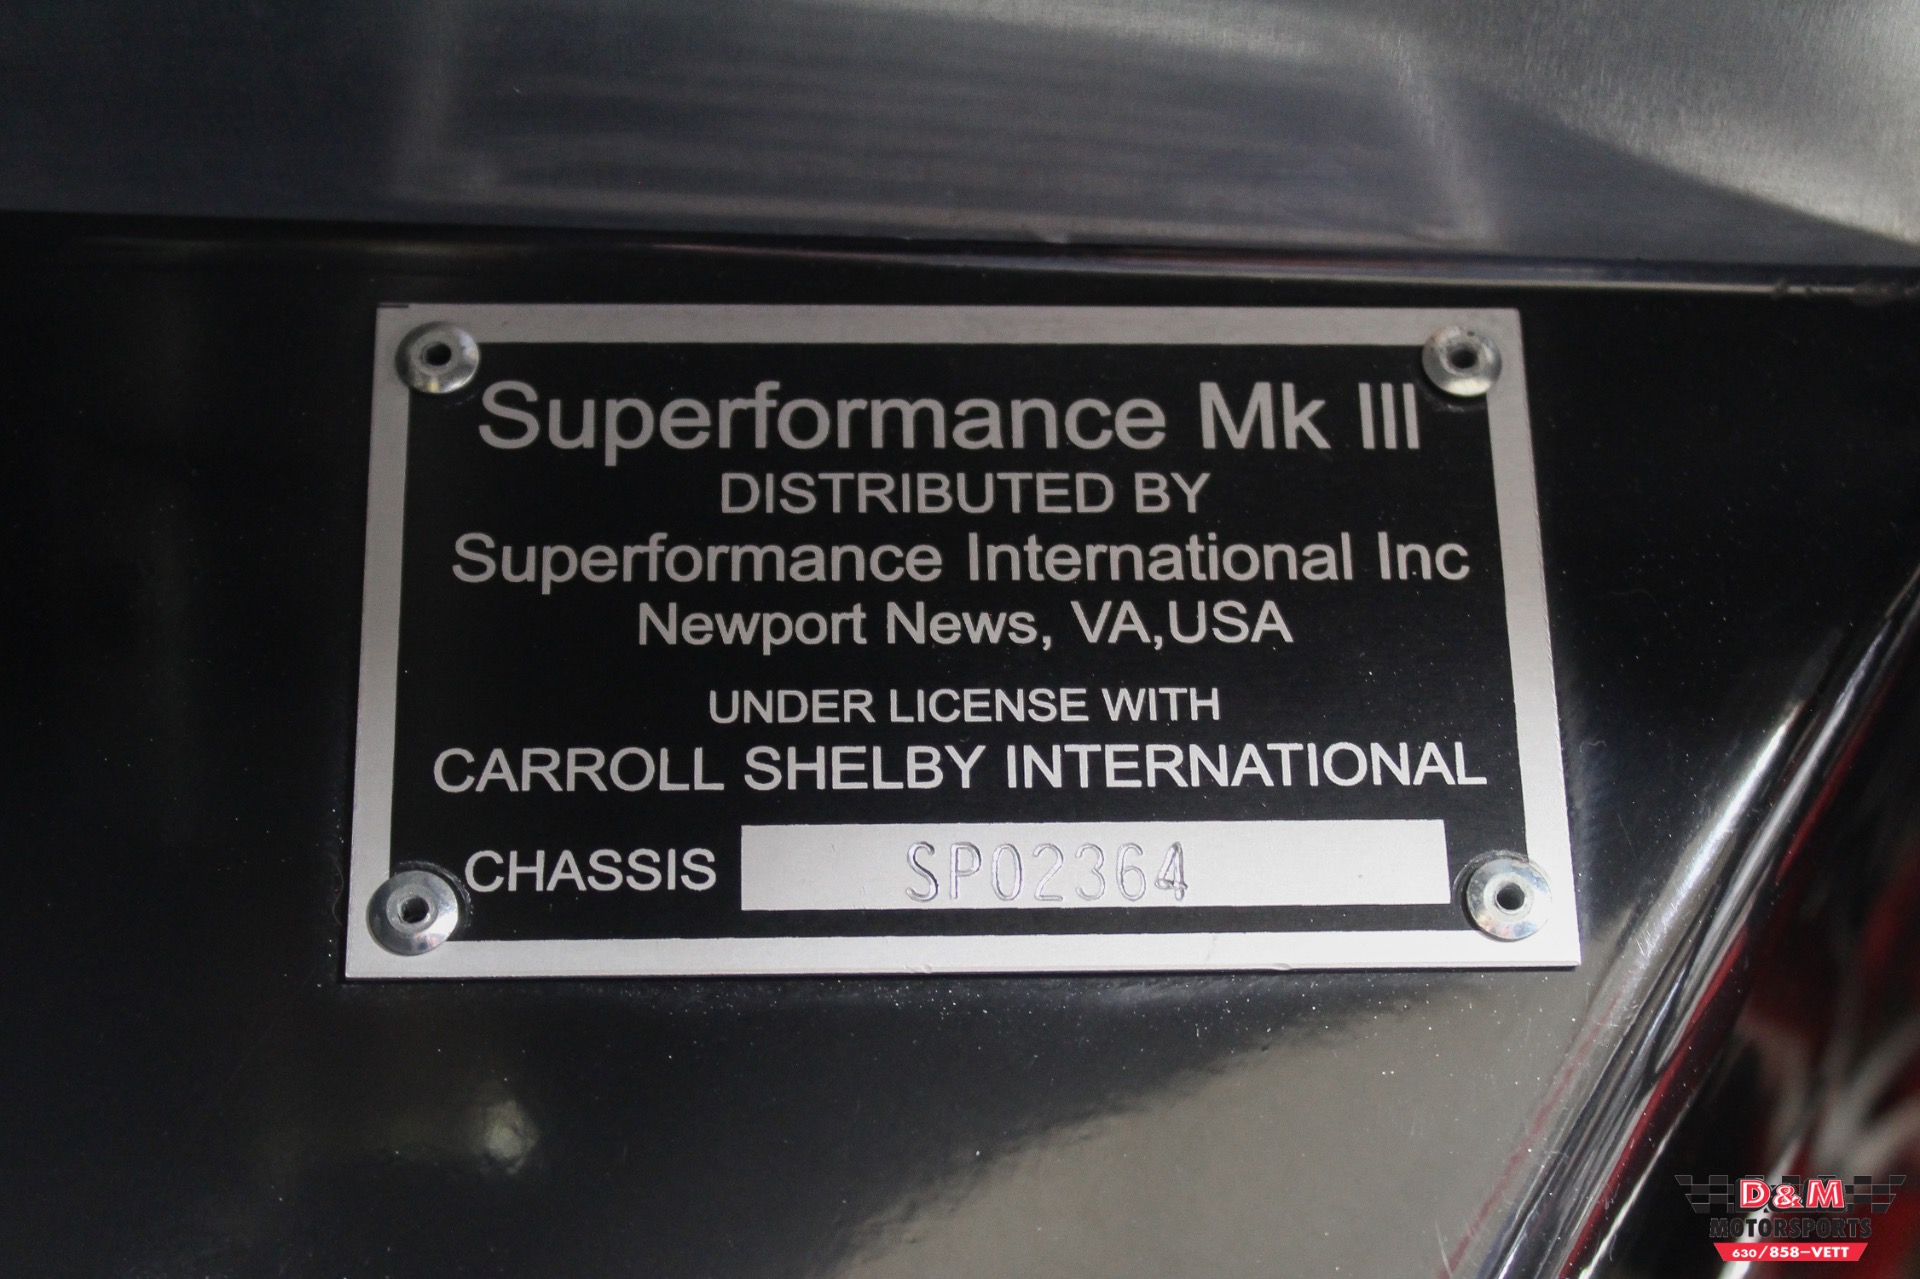 Superformance Mk III
DISTRIBUTED BY
Superformance International Inc
Newport News, VA,USA
UNDER LICENSE WITH
CARROLL SHELBY INTERNATIONAL
CHASSIS SP02364
D&M
MOTORSPORTS
630/858-VETT